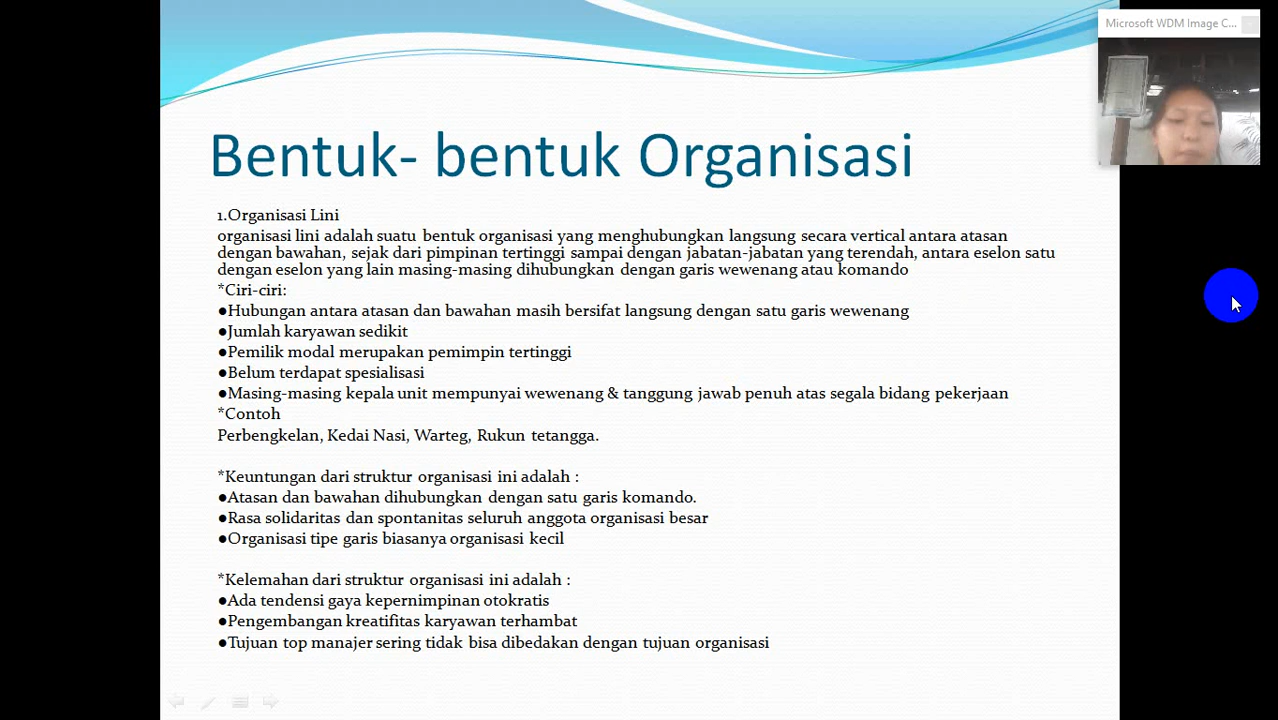 Microsoft WDM Image C...
Bentuk- bentuk Organisasi
1.Organisasi Lini
organisasi lini adalah suatu bentuk organisasi yang menghubungkan langsung secara vertical antara atasan
dengan bawahan, sejak dari pimpinan tertinggi sampai dengan jabatan-jabatan yang terendah, antara eselon satu
dengan eselon yang lain masing-masing dihubungkan dengan garis wewenang atau komando
*Ciri-ciri:
●Hubungan antara atasan dan bawahan masih bersifat langsung dengan satu garis wewenang
●Jumlah karyawan sedikit
●Pemilik modal merupakan pemimpin tertinggi
●Belum terdapat spesialisasi
●Masing-masing kepala unit mempunyai wewenang & tanggung jawab penuh atas segala bidang pekerjaan
*Contoh
Perbengkelan, Kedai Nasi, Warteg, Rukun tetangga.
*Keuntungan dari struktur organisasi ini adalah :
●Atasan dan bawahan dihubungkan dengan satu garis komando.
●Rasa solidaritas dan spontanitas seluruh anggota organisasi besar
●Organisasi tipe garis biasanya organisasi kecil
*Kelemahan dari struktur organisasi ini adalah :
●Ada tendensi gaya kepernimpinan otokratis
●Pengembangan kreatifitas karyawan terhambat
●Tujuan top manajer sering tidak bisa dibedakan dengan tujuan organisasi